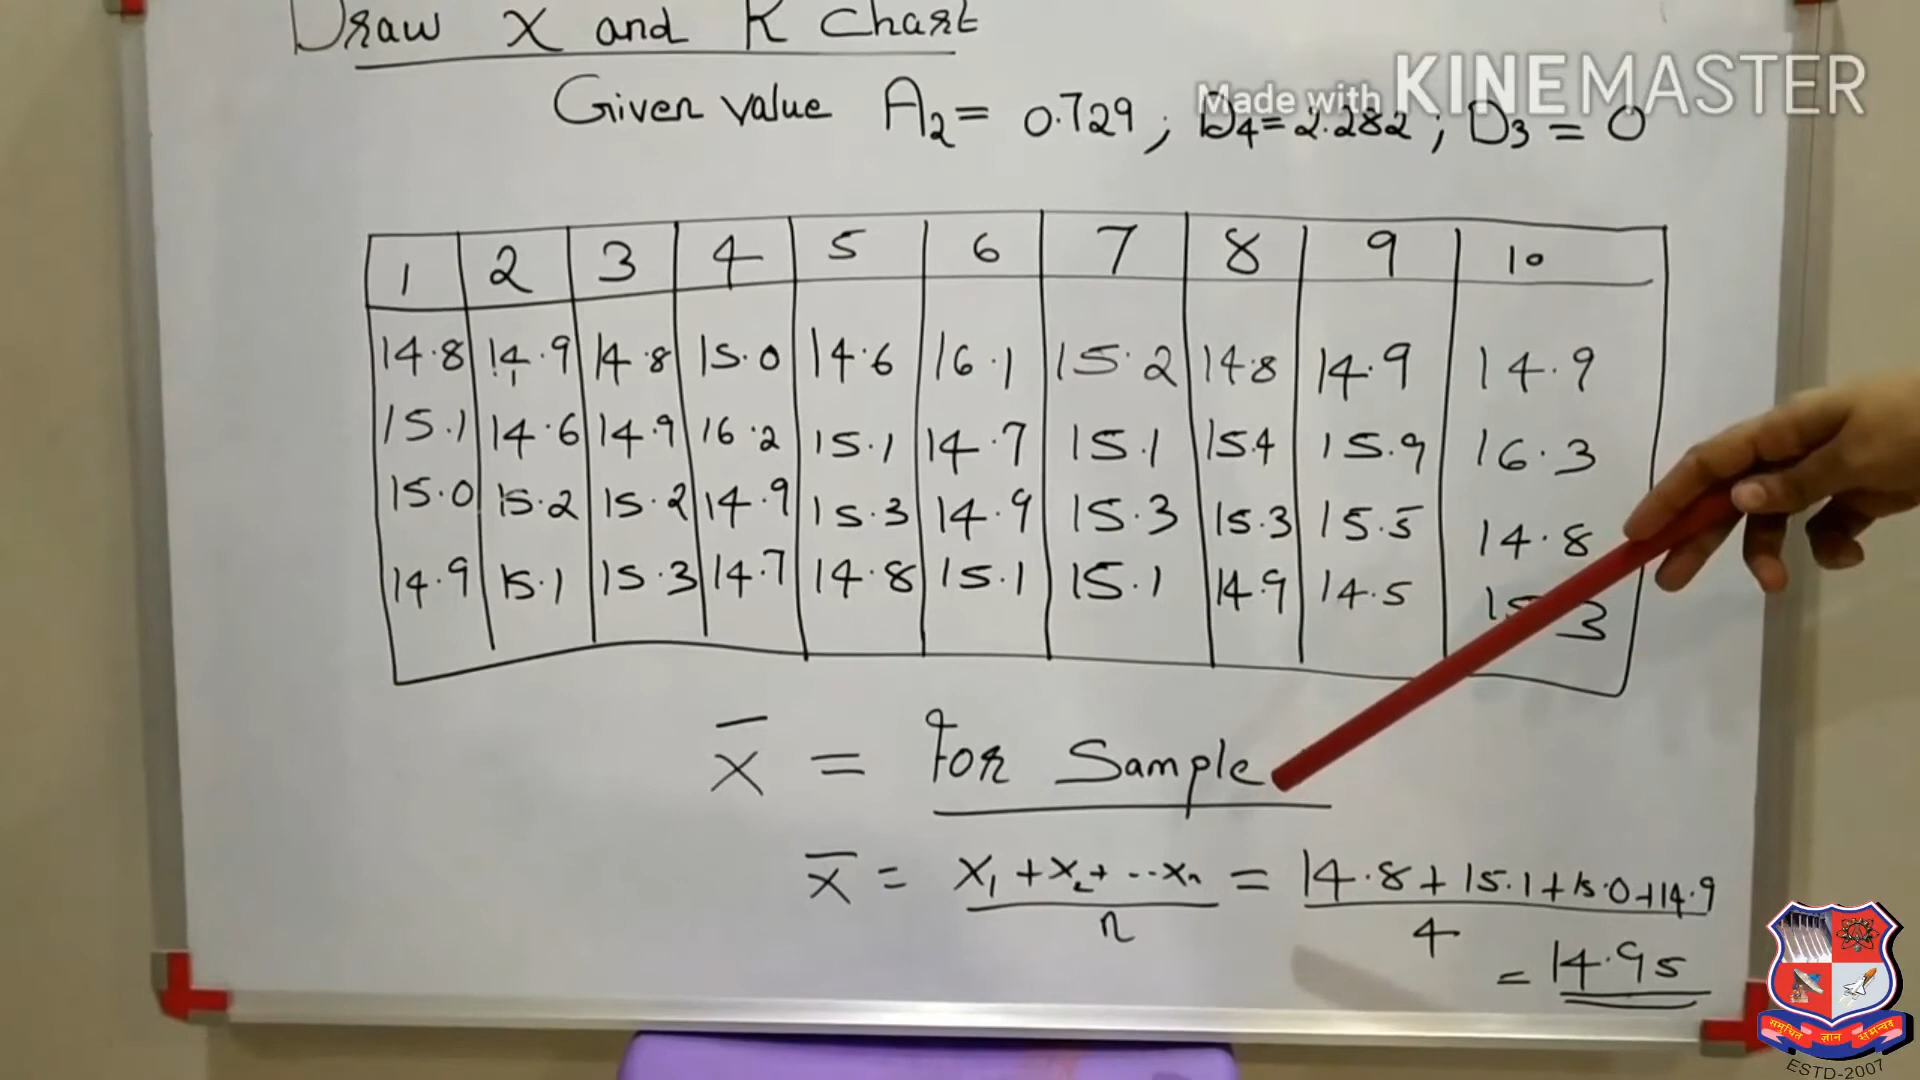 Draw X and R Chart
Made with KINEMASTER
Given value A2 = 0.729 ; D4 = 2.282 ; D3 = 0
1 2 3 4 5 6 7 8 9 10
14.8 14.9 14.8 15.0 14.6 16.1 15.2 14.8 14.9 14.9
15.1 14.6 14.9 16.2 15.1 14.7 15.1 15.4 15.9 16.3
15.0 15.2 15.2 14.9 15.3 14.9 15.3 15.3 15.5 14.8
14.9 15.1 15.3 14.7 14.8 15.1 15.1 14.9 14.5
X̄ = For Sample
X̄ = X1 + X2 + --Xn / n = 14.8 + 15.1 + 15.0 + 14.9 / 4
= 14.95
समुचित ज्ञान समन्वय
ESTD-2007